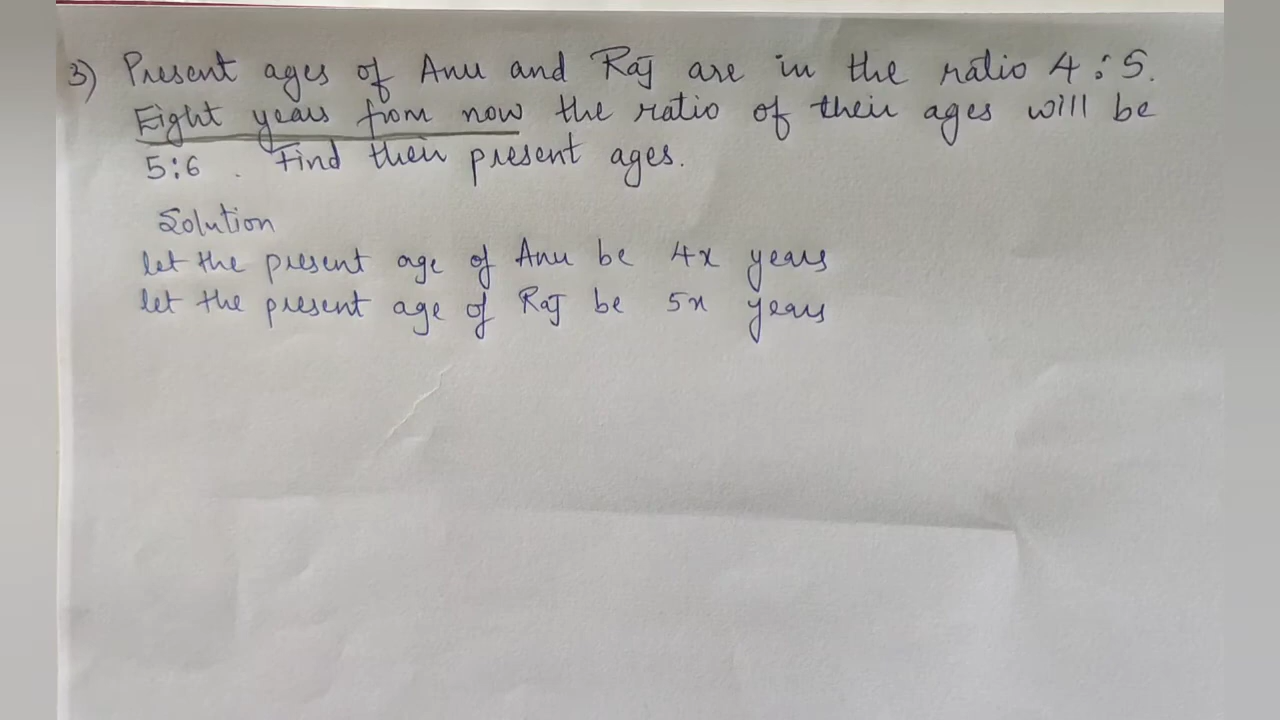 3) Present ages of Anu and Raj are in the ratio 4:5.
Eight years from now the ratio of their ages will be
5:6 . Find their present ages.
Solution
let the present age of Anu be 4x years
let the present age of Raj be 5x years